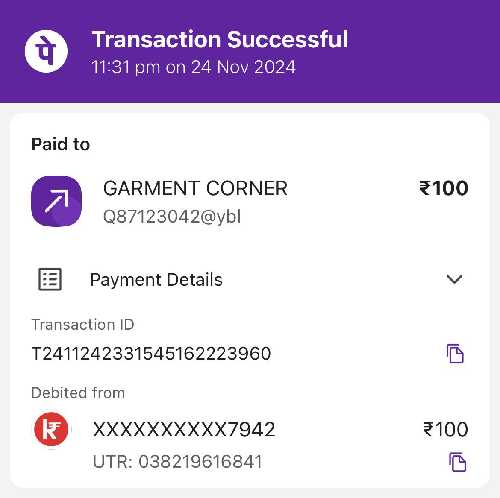 पे
Transaction Successful
11:31 pm on 24 Nov 2024
Paid to
GARMENT CORNER ₹100
Q87123042@ybl
Payment Details
Transaction ID
T2411242331545162223960
Debited from
XXXXXXXXXX7942 ₹100
UTR: 038219616841